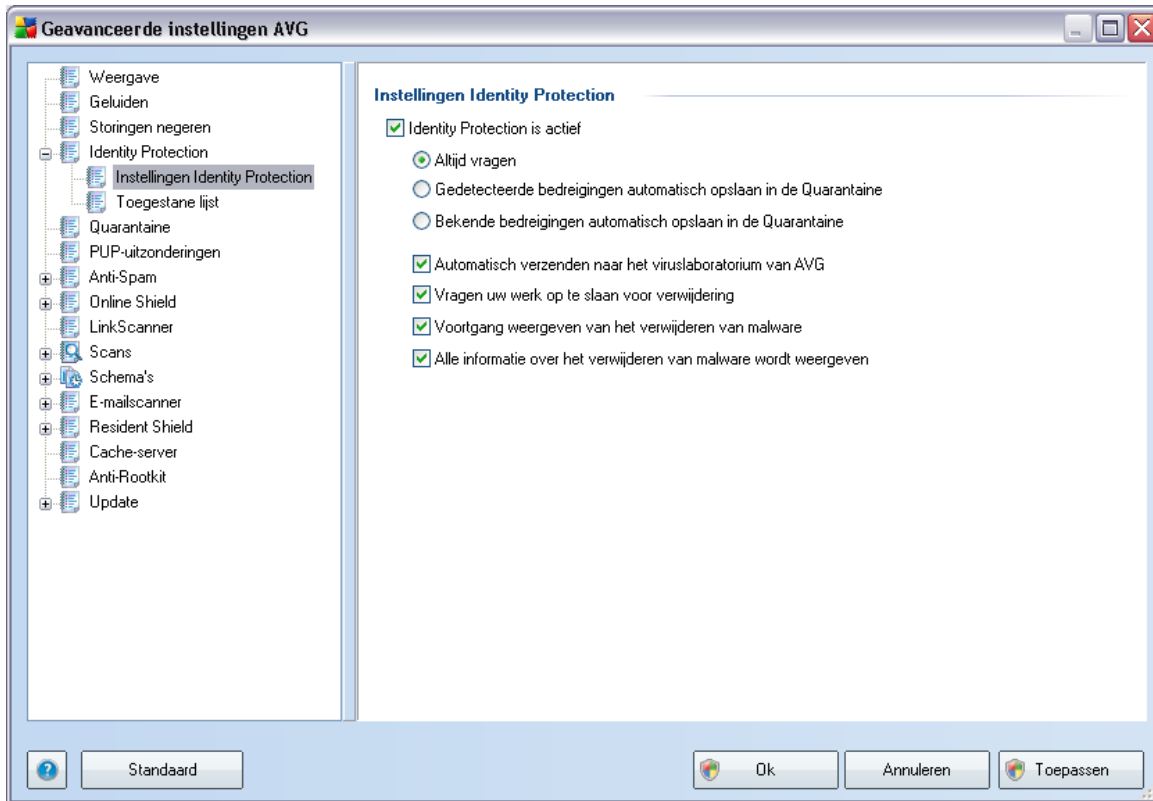 Geavanceerde instellingen AVG
Weergave
Geluiden
Storingen negeren
Identity Protection
Instellingen Identity Protection
Toegestane lijst
Quarantaine
PUP-uitzonderingen
Anti-Spam
Online Shield
LinkScanner
Scans
Schema's
E-mailscanner
Resident Shield
Cache-server
Anti-Rootkit
Update
Instellingen Identity Protection
Identity Protection is actief
Altijd vragen
Gedetecteerde bedreigingen automatisch opslaan in de Quarantaine
Bekende bedreigingen automatisch opslaan in de Quarantaine
Automatisch verzenden naar het viruslaboratorium van AVG
Vragen uw werk op te slaan voor verwijdering
Voortgang weergeven van het verwijderen van malware
Alle informatie over het verwijderen van malware wordt weergeven
Standaard
Ok
Annuleren
Toepassen